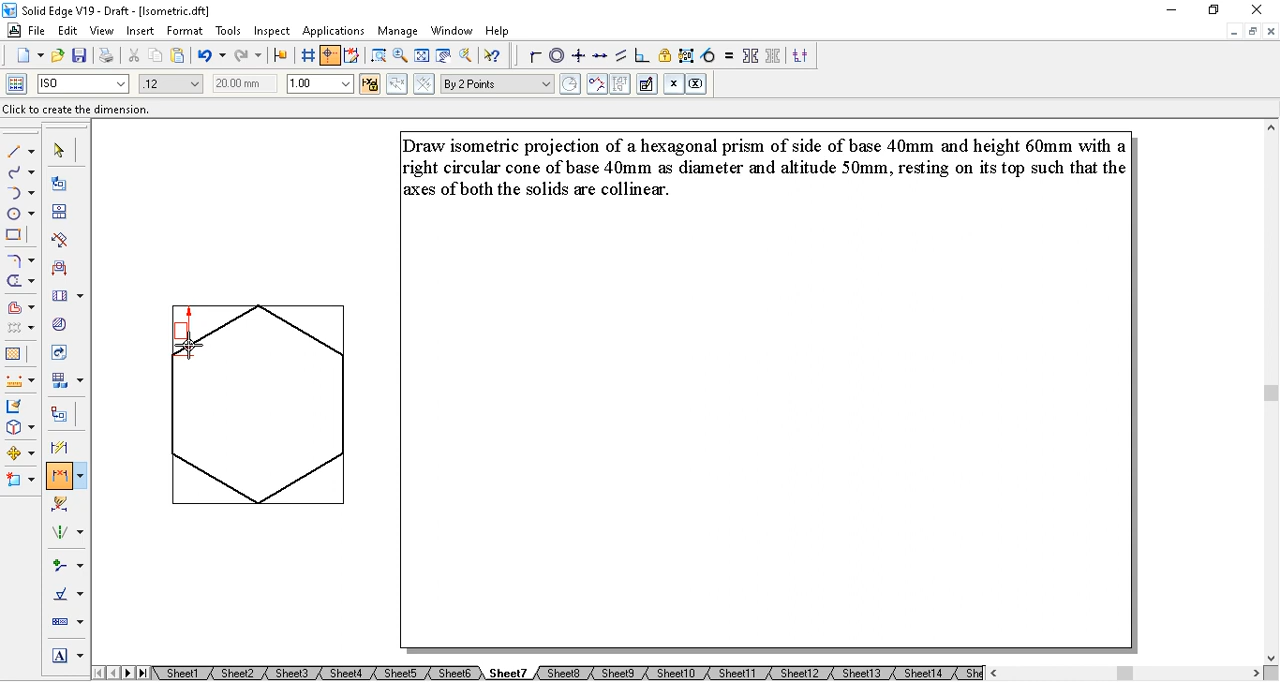 Solid Edge V19 - Draft - [Isometric.dft]
File Edit View Insert Format Tools Inspect Applications Manage Window Help
ISO .12 20.00 mm 1.00 By 2 Points
Click to create the dimension.
Draw isometric projection of a hexagonal prism of side of base 40mm and height 60mm with a
right circular cone of base 40mm as diameter and altitude 50mm, resting on its top such that the
axes of both the solids are collinear.
A
Sheet1 Sheet2 Sheet3 Sheet4 Sheet5 Sheet6 Sheet7 Sheet8 Sheet9 Sheet10 Sheet11 Sheet12 Sheet13 Sheet14 She